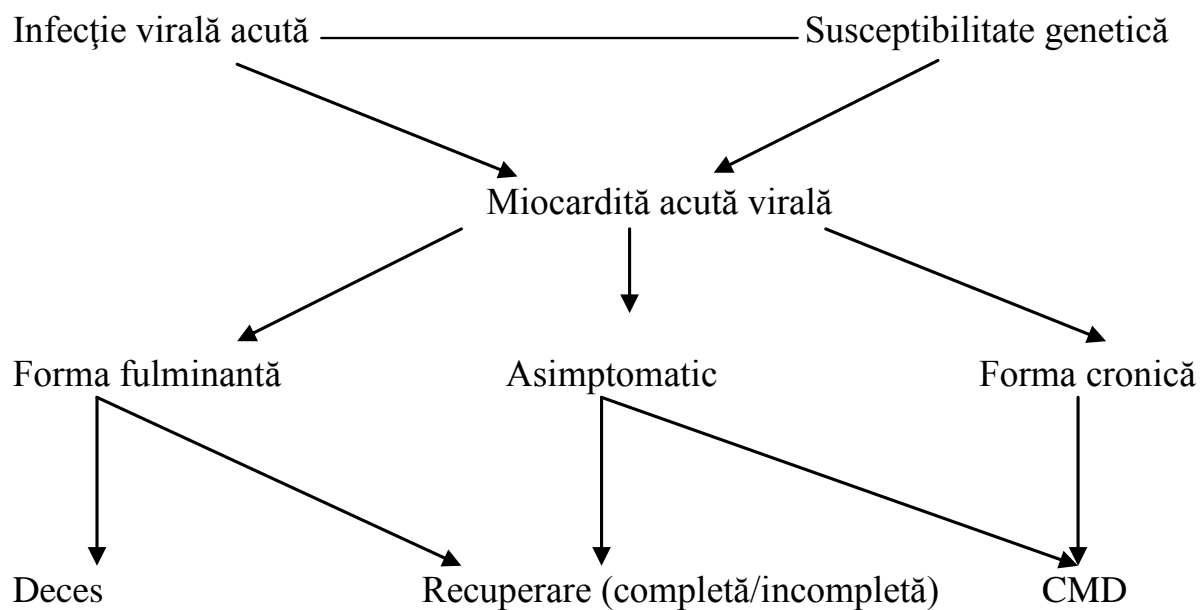 Infecţie virală acută
Susceptibilitate genetică
Miocardită acută virală
Forma fulminantă
Asimptomatic
Forma cronică
Deces
Recuperare (completă/incompletă)
CMD